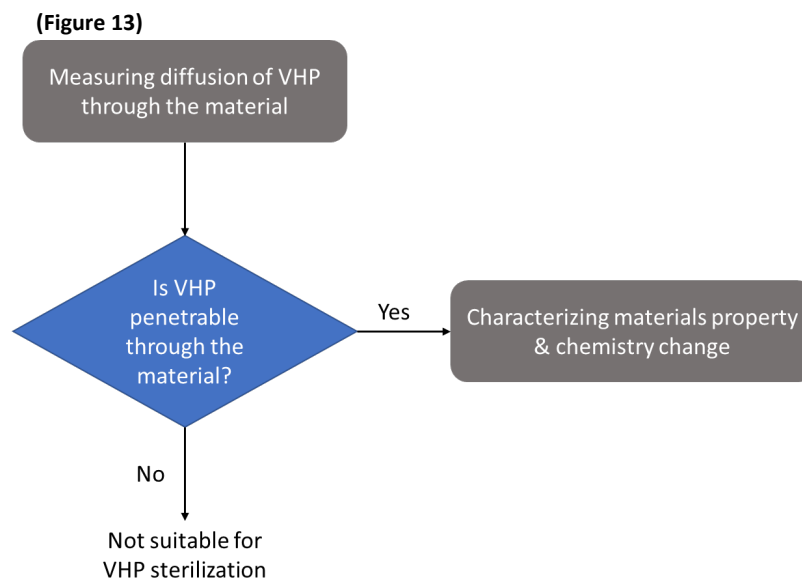 (Figure 13)
Measuring diffusion of VHP
through the material
Is VHP
penetrable
through the
material?
Yes
Characterizing materials property
& chemistry change
No
Not suitable for
VHP sterilization